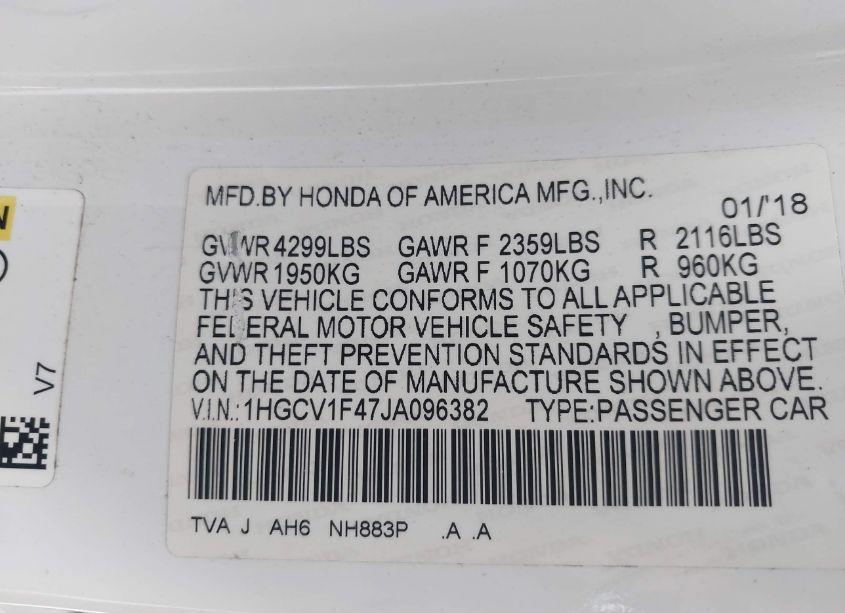 MFD.BY HONDA OF AMERICA MFG.,INC.
01/'18
GVWR 4299LBS GAWR F 2359LBS R 2116LBS
GVWR 1950KG GAWR F 1070KG R 960KG
THIS VEHICLE CONFORMS TO ALL APPLICABLE
FEDERAL MOTOR VEHICLE SAFETY , BUMPER,
AND THEFT PREVENTION STANDARDS IN EFFECT
ON THE DATE OF MANUFACTURE SHOWN ABOVE.
V.I.N.:1HGCV1F47JA096382 TYPE:PASSENGER CAR
TVA J AH6 NH883P .A .A
N
V7